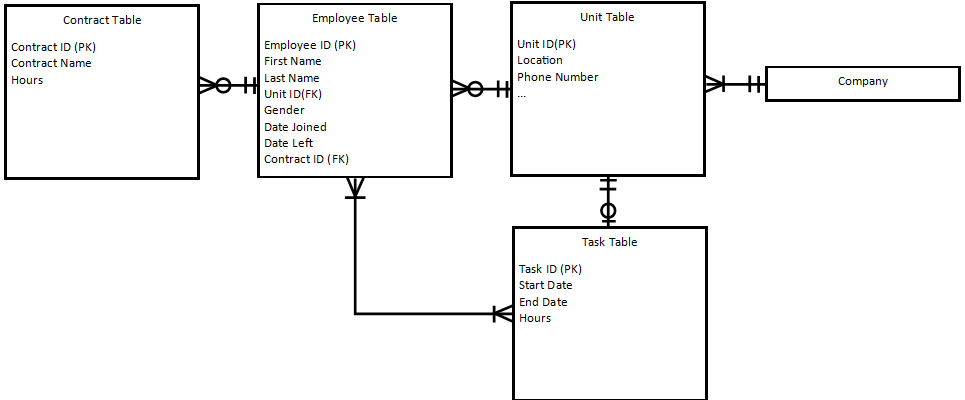 Contract Table
Contract ID (PK)
Contract Name
Hours
Employee Table
Employee ID (PK)
First Name
Last Name
Unit ID(FK)
Gender
Date Joined
Date Left
Contract ID (FK)
Unit Table
Unit ID(PK)
Location
Phone Number
...
Company
Task Table
Task ID (PK)
Start Date
End Date
Hours